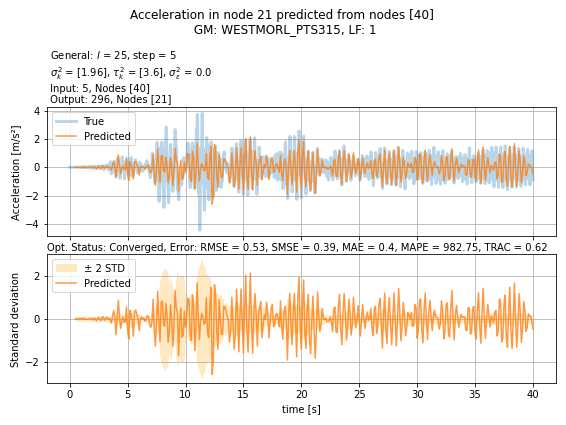 Acceleration in node 21 predicted from nodes [40]
GM: WESTMORL_PTS315, LF: 1
General: l = 25, step = 5
σ²ₖ = [1.96], τ²ₖ = [3.6], σ²ε = 0.0
Input: 5, Nodes [40]
Output: 296, Nodes [21]
Acceleration [m/s²]
4
2
0
−2
−4
True
Predicted
Opt. Status: Converged, Error: RMSE = 0.53, SMSE = 0.39, MAE = 0.4, MAPE = 982.75, TRAC = 0.62
Standard deviation
2
0
−2
± 2 STD
Predicted
0 5 10 15 20 25 30 35 40
time [s]